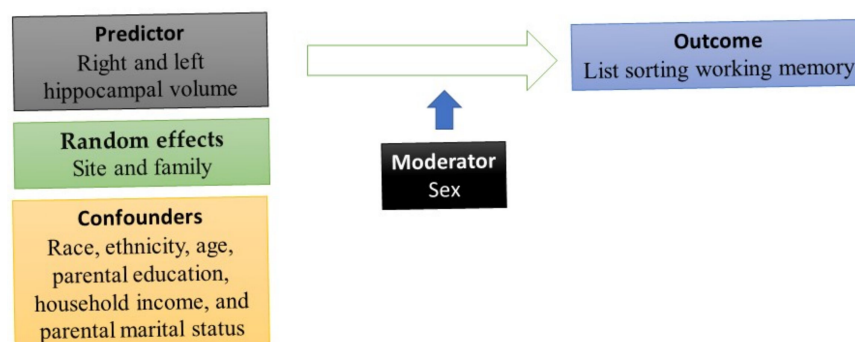 Predictor
Right and left
hippocampal volume
Random effects
Site and family
Confounders
Race, ethnicity, age,
parental education,
household income, and
parental marital status
Moderator
Sex
Outcome
List sorting working memory